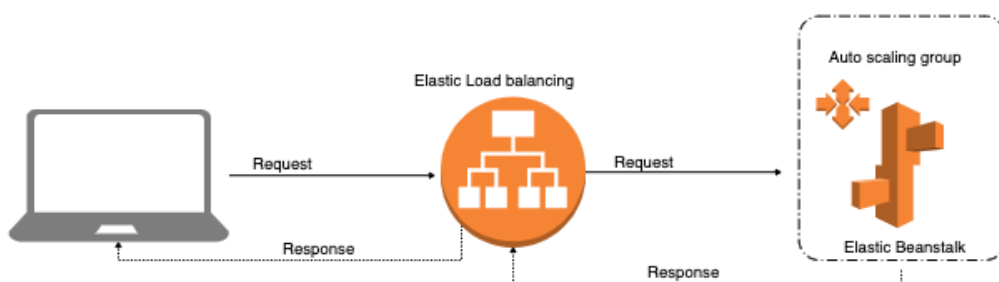 Auto scaling group
Elastic Load balancing
Request
Request
Elastic Beanstalk
Response
Response